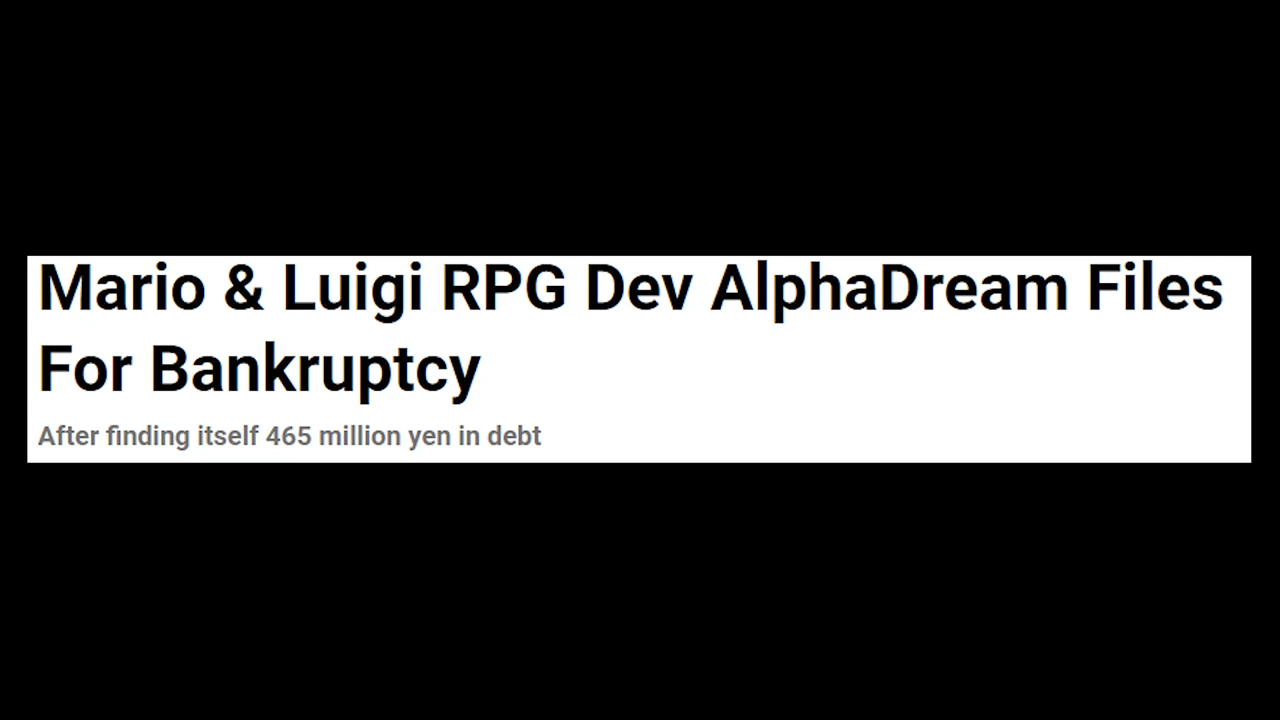 Mario & Luigi RPG Dev AlphaDream Files
For Bankruptcy
After finding itself 465 million yen in debt